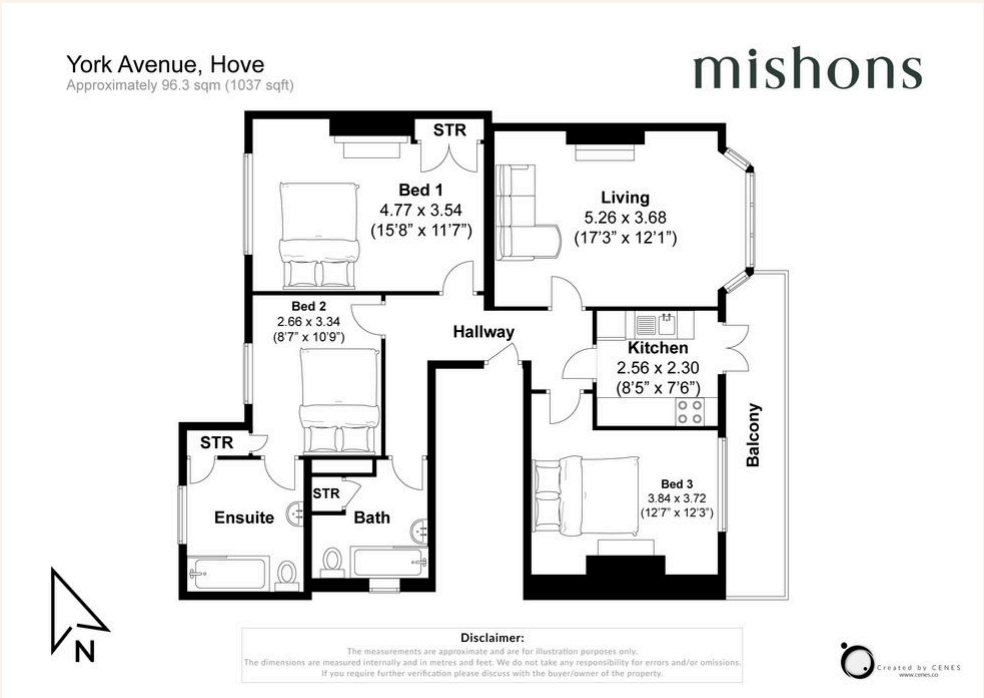 York Avenue, Hove
Approximately 96.3 sqm (1037 sqft)
mishons
STR
Bed 1
4.77 x 3.54
(15'8" x 11'7")
Living
5.26 x 3.68
(17'3" x 12'1")
Bed 2
2.66 x 3.34
(8'7" x 10'9")
Hallway
Kitchen
2.56 x 2.30
(8'5" x 7'6")
Balcony
STR
Ensuite
STR
Bath
Bed 3
3.84 x 3.72
(12'7" x 12'3")
N
Disclaimer:
The measurements are approximate and are for illustration purposes only.
The dimensions are measured internally and in metres and feet. We do not take any responsibility for errors and/or omissions.
If you require further verification please discuss with the buyer/owner of the property.
Created by CENES
www.cenes.co